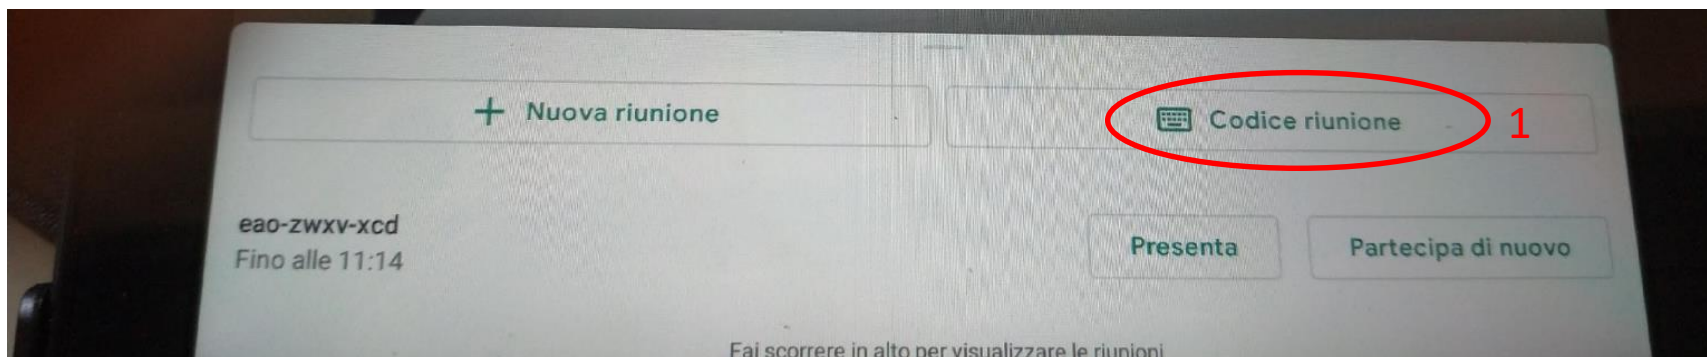 + Nuova riunione
Codice riunione
1
eao-zwxv-xcd
Fino alle 11:14
Presenta
Partecipa di nuovo
Fai scorrere in alto per visualizzare le riunioni